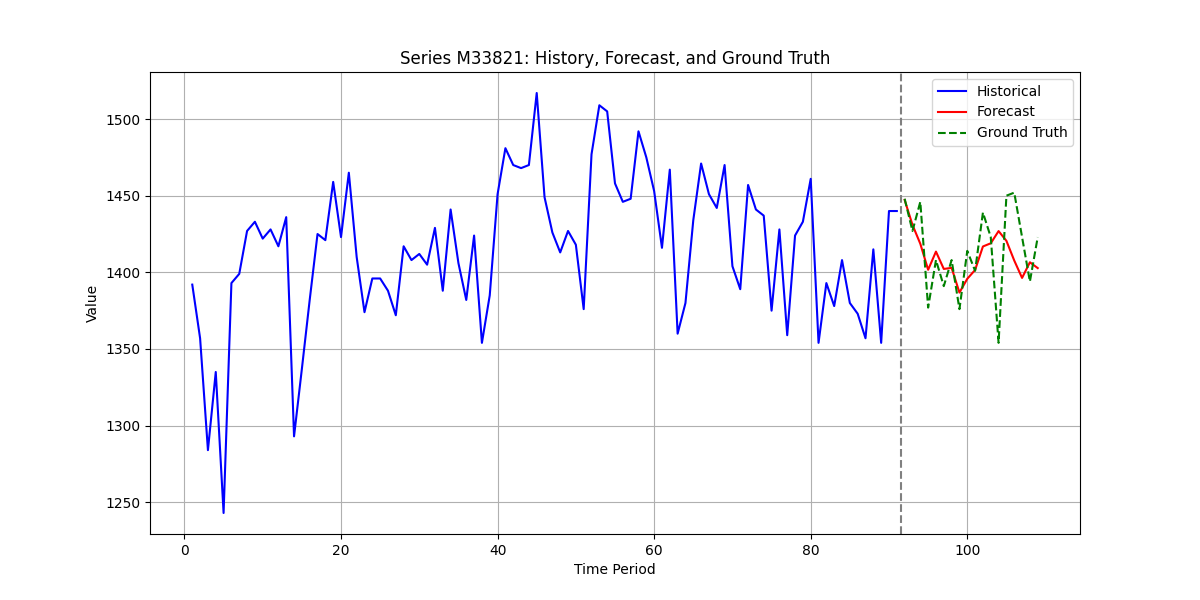 Series M33821: History, Forecast, and Ground Truth
Historical
Forecast
Ground Truth
1500
1450
1400
1350
1300
1250
Value
0 20 40 60 80 100
Time Period